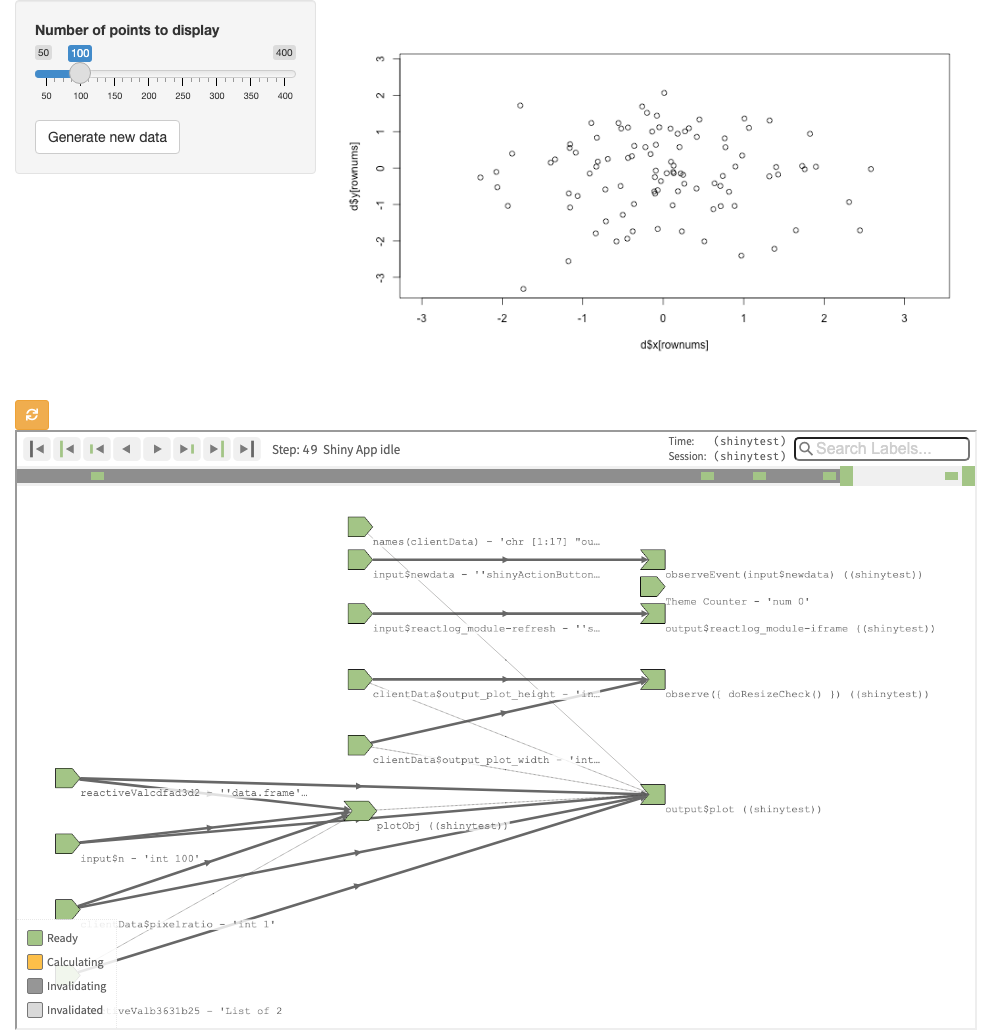 Number of points to display
50 100 400
50 100 150 200 250 300 350 400
Generate new data
d$y[rownums]
3
2
1
0
-1
-2
-3
-3 -2 -1 0 1 2 3
d$x[rownums]
Step: 49 Shiny App idle
Time: (shinytest)
Session: (shinytest)
Search Labels...
names(clientData) - 'chr [1:17] "ou…
input$newdata - ''shinyActionButton…
observeEvent(input$newdata) ((shinytest))
Theme Counter - 'num 0'
input$reactlog_module-refresh - ''s…
output$reactlog_module-iframe ((shinytest))
clientData$output_plot_height - 'in…
observe({ doResizeCheck() }) ((shinytest))
clientData$output_plot_width - 'int…
reactiveValcdfad3d2 - ''data.frame'…
output$plot ((shinytest))
plotObj ((shinytest))
input$n - 'int 100'
clientData$pixelratio - 'int 1'
Ready
Calculating
Invalidating
Invalidated
iveValb3631b25 - 'List of 2